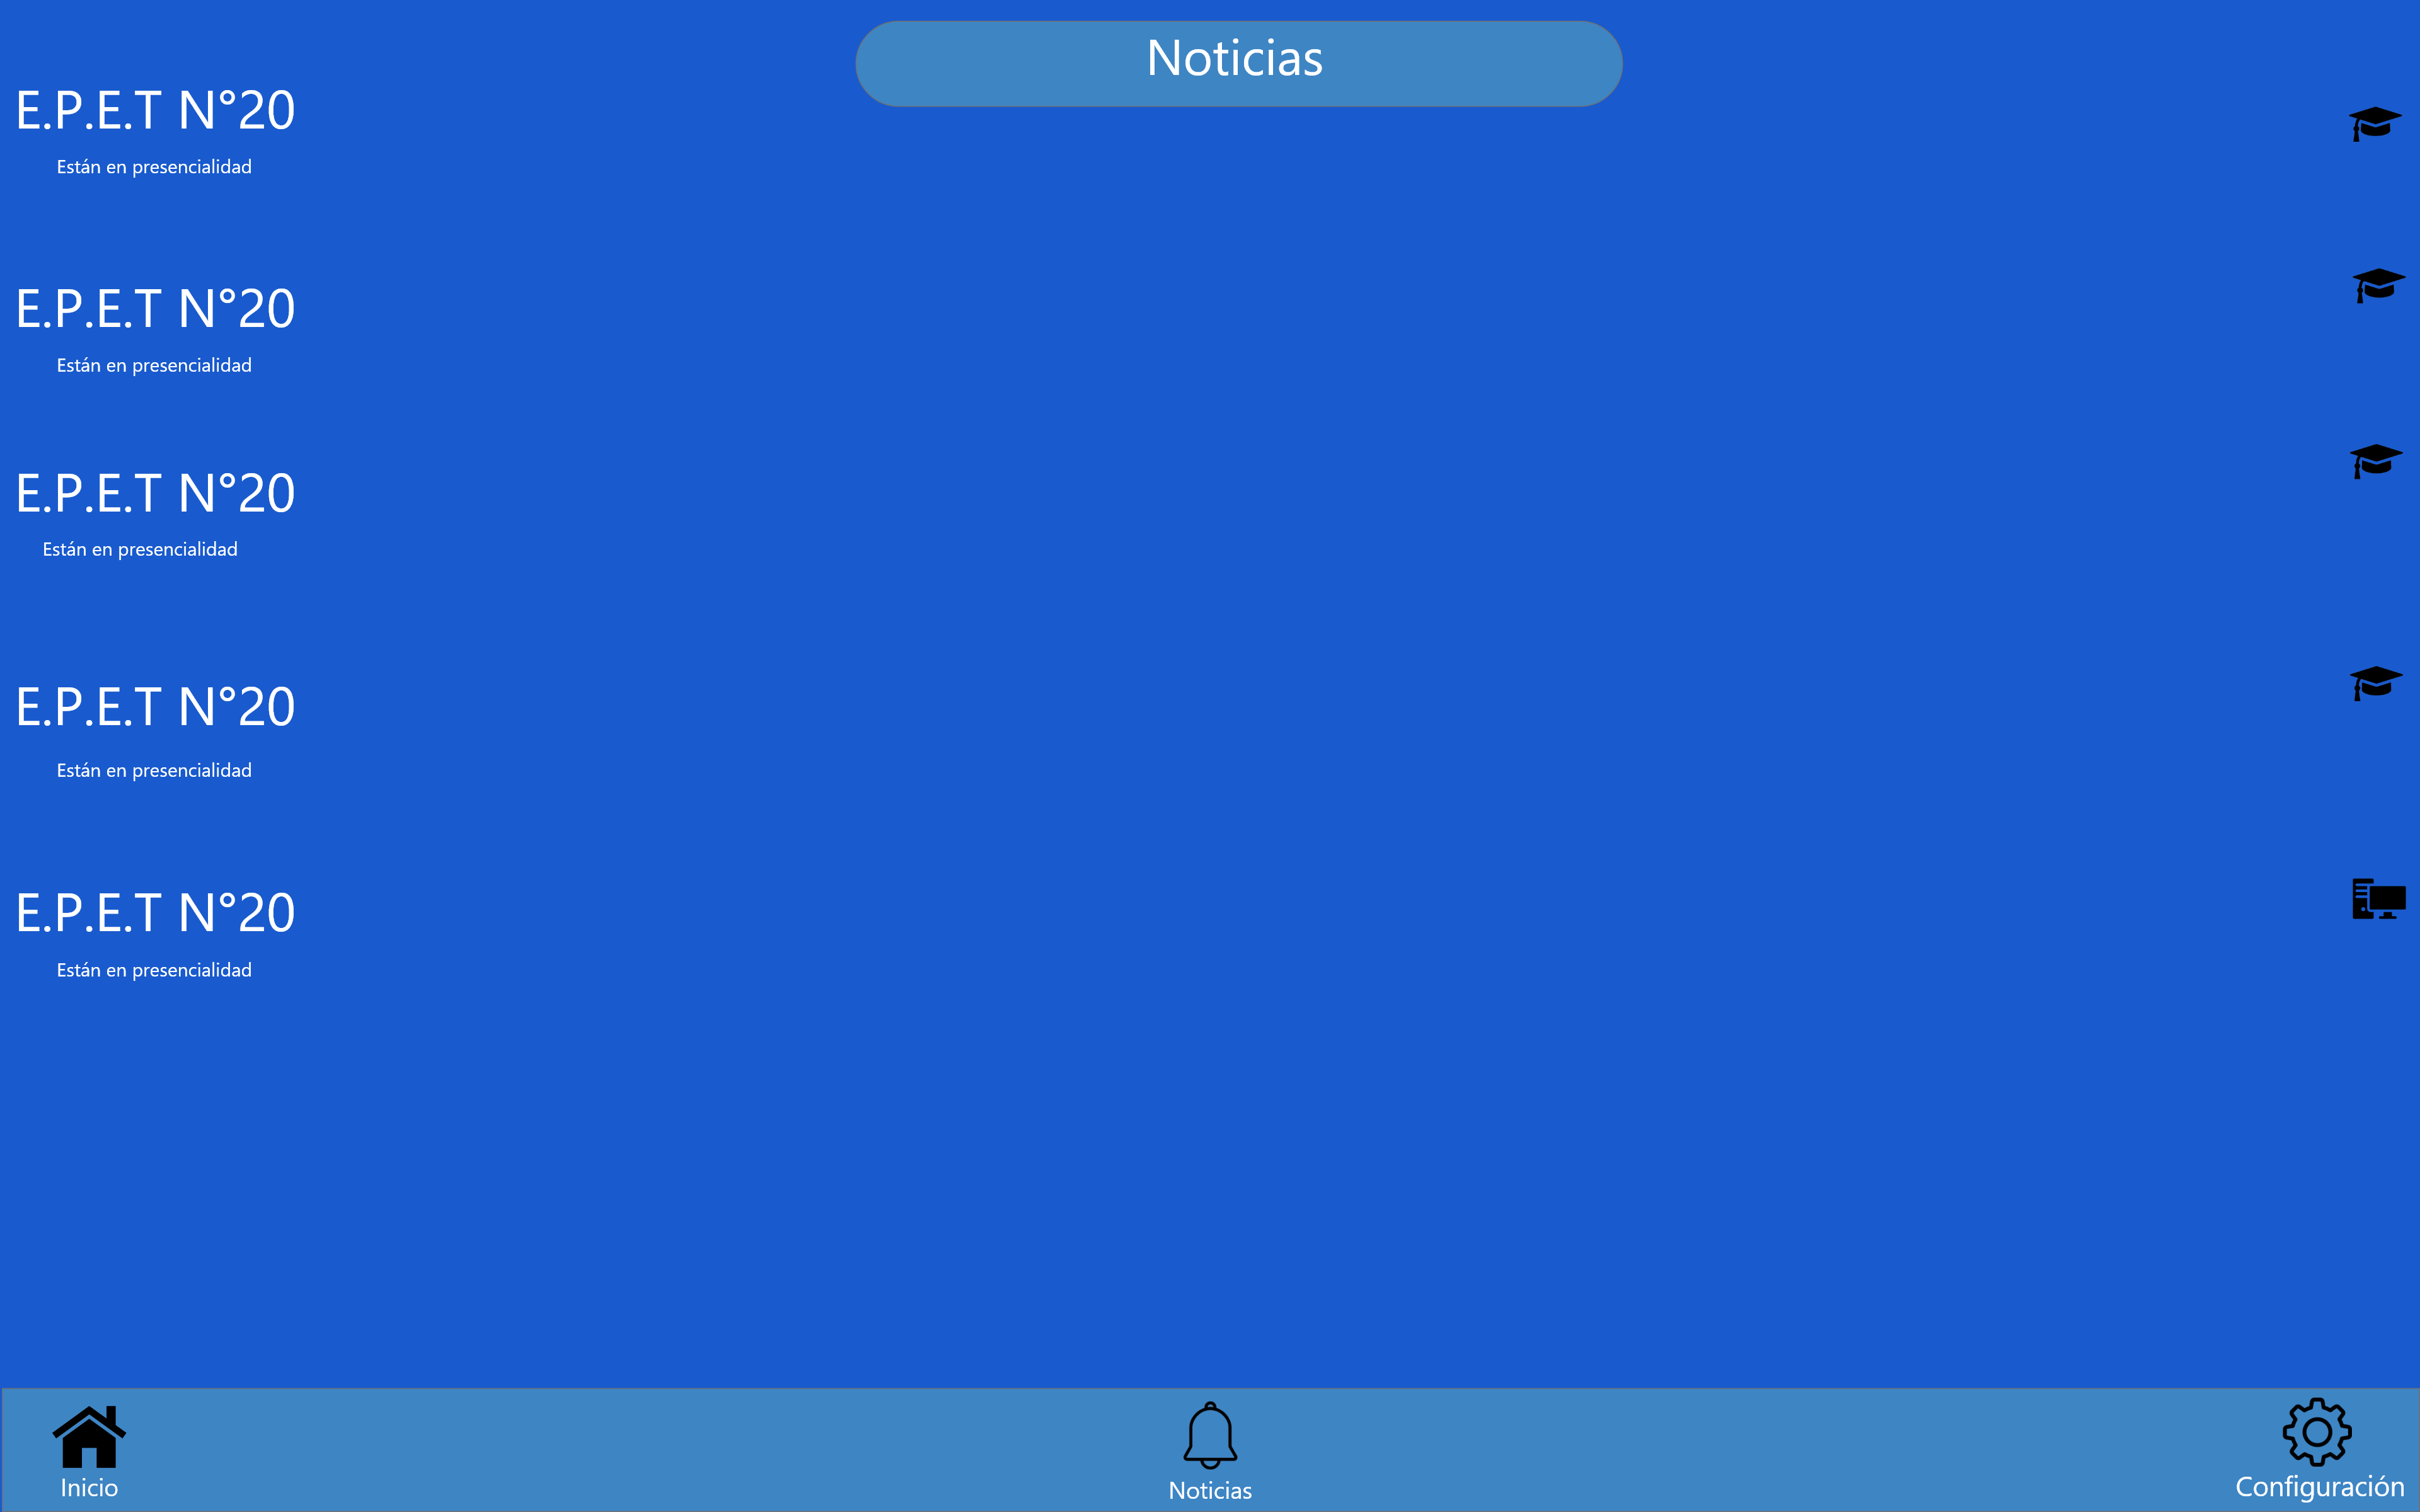 Noticias
E.P.E.T N°20
Están en presencialidad
E.P.E.T N°20
Están en presencialidad
E.P.E.T N°20
Están en presencialidad
E.P.E.T N°20
Están en presencialidad
E.P.E.T N°20
Están en presencialidad
Inicio
Noticias
Configuración